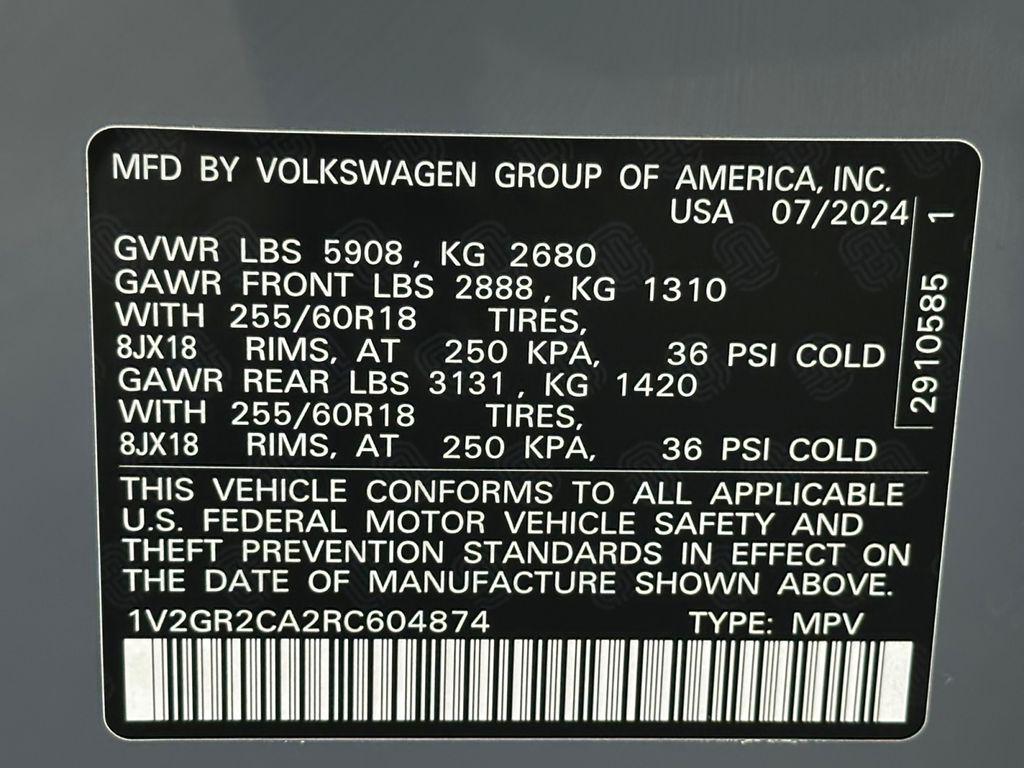 MFD BY VOLKSWAGEN GROUP OF AMERICA, INC.
USA 07/2024
GVWR LBS 5908, KG 2680
GAWR FRONT LBS 2888, KG 1310
WITH 255/60R18 TIRES,
8JX18 RIMS, AT 250 KPA, 36 PSI COLD
GAWR REAR LBS 3131, KG 1420
WITH 255/60R18 TIRES,
8JX18 RIMS, AT 250 KPA, 36 PSI COLD
2910585 1
THIS VEHICLE CONFORMS TO ALL APPLICABLE
U.S. FEDERAL MOTOR VEHICLE SAFETY AND
THEFT PREVENTION STANDARDS IN EFFECT ON
THE DATE OF MANUFACTURE SHOWN ABOVE.
1V2GR2CA2RC604874 TYPE: MPV